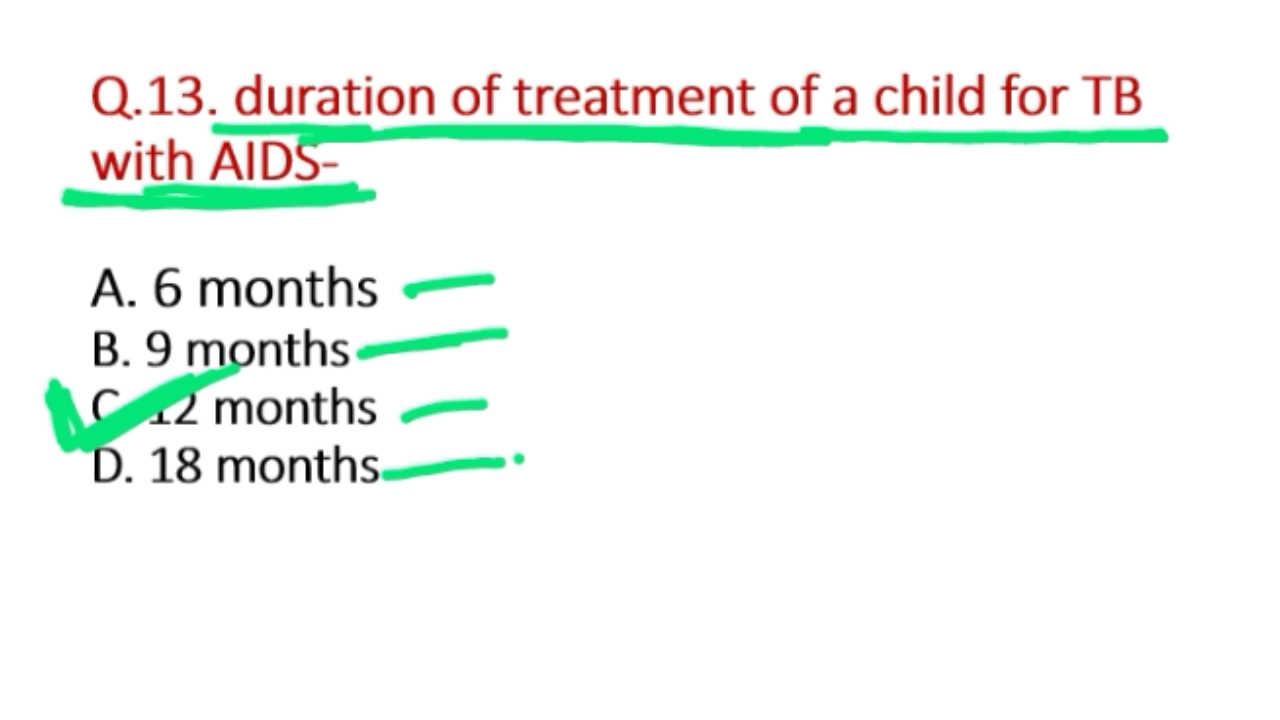 Q.13. duration of treatment of a child for TB
with AIDS-
A. 6 months
B. 9 months
C. 12 months
D. 18 months